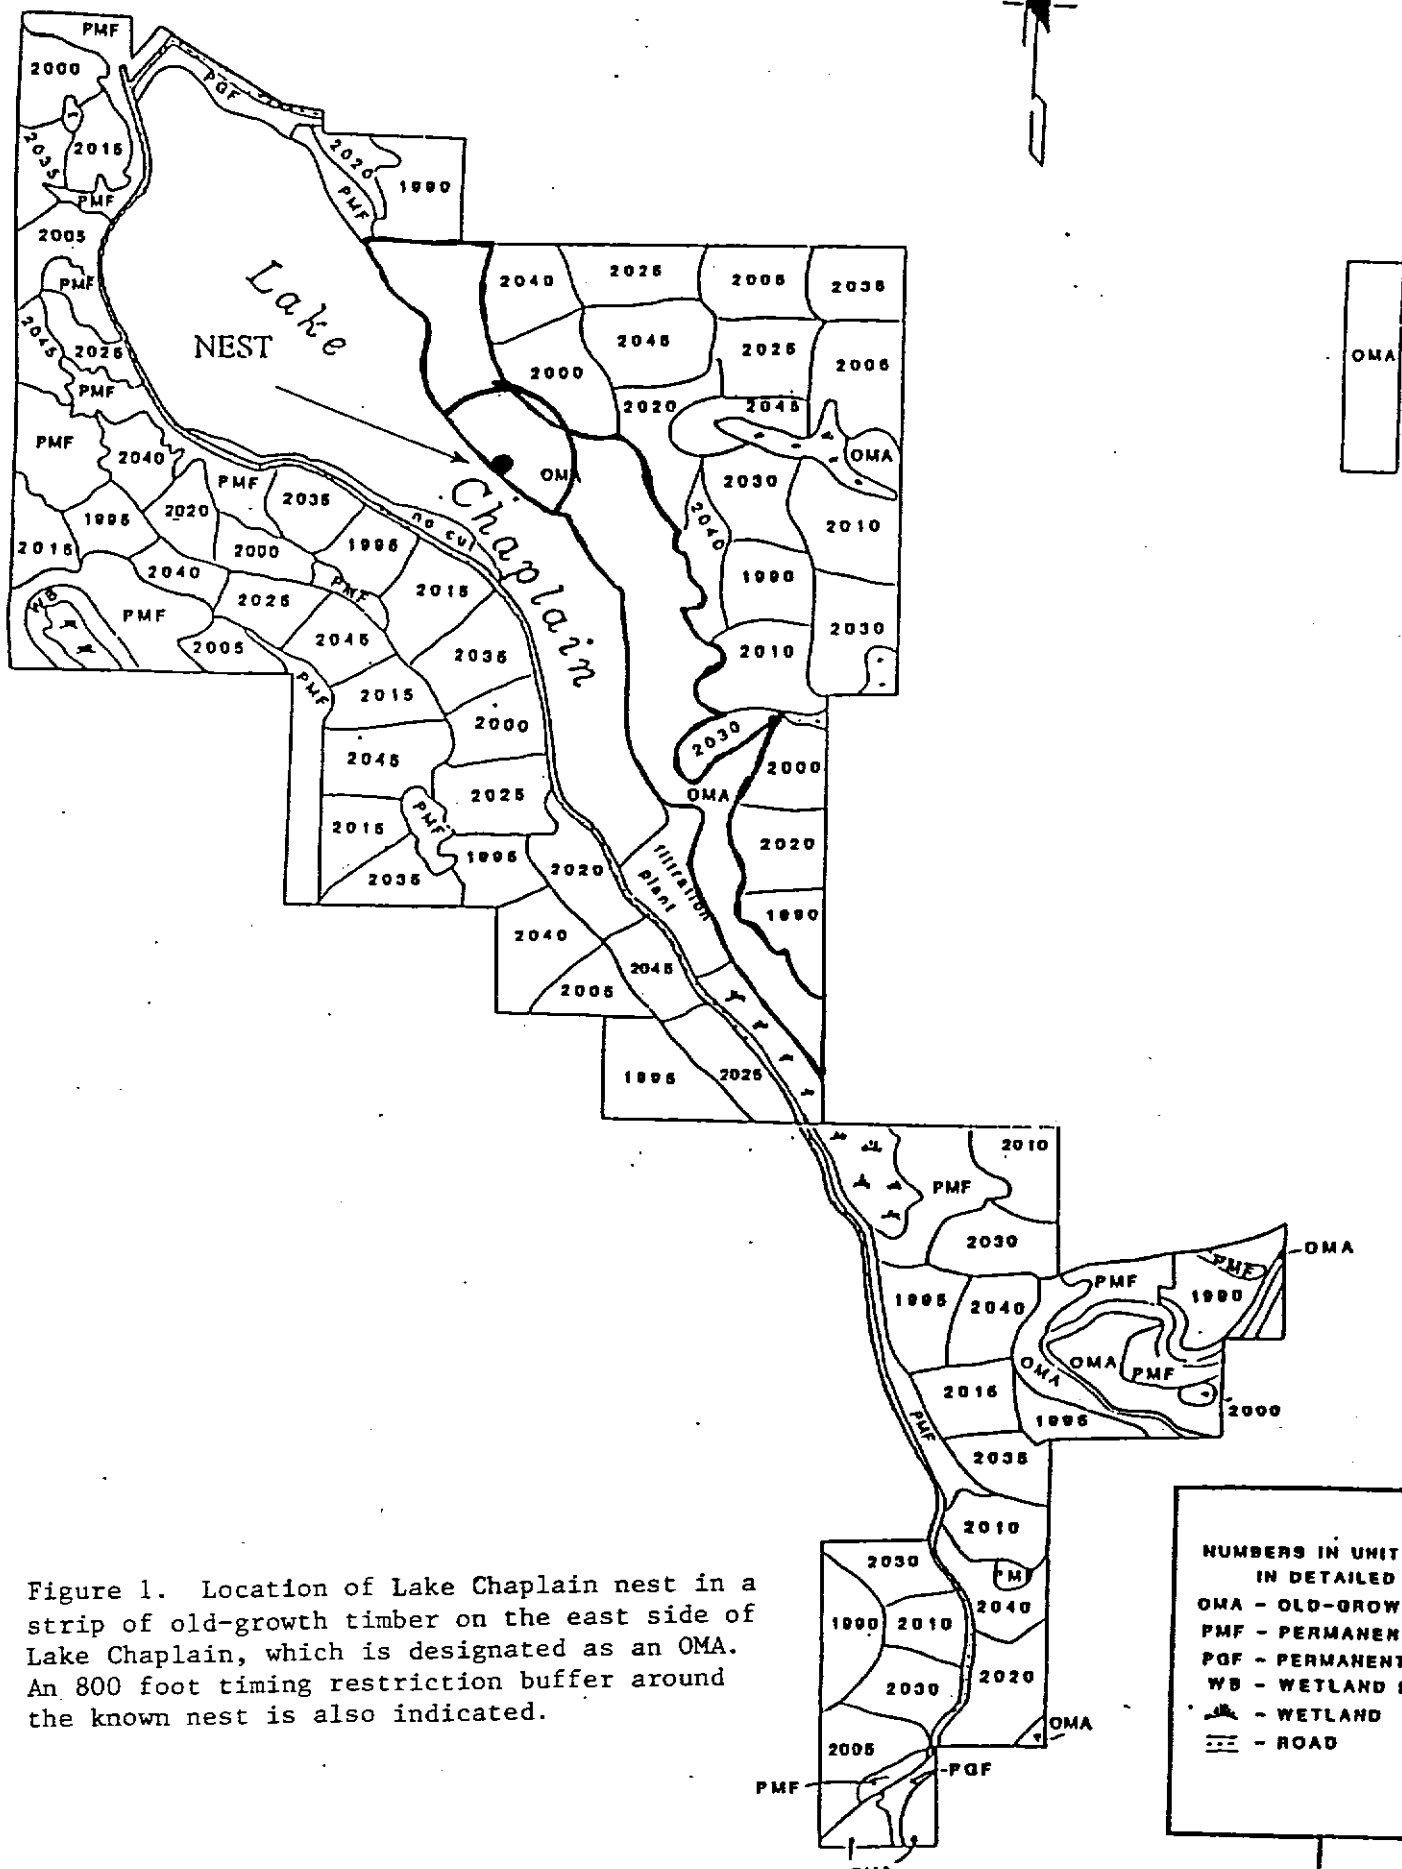 PMF
2000
PGF
2015
2035
2020
1990
PMF
PMF
2005
PMF
Lake
2040
2025
2005
2035
2045
2025
NEST
2045
2025
2005
OMA
PMF
2000
2020
2045
PMF
2040
OMA
OMA
PMF
2035
2030
2020
1995
no cut
Chaplain
2040
2010
2015
2000
1995
2040
PMF
2015
1990
WB
PMF
2025
2045
2030
2005
2035
2010
PMF
2015
2000
2030
2045
2000
2025
OMA
PMF
2015
1995
2020
filtration
plant
2020
2035
1990
2040
2045
2005
1995
2025
2010
PMF
2030
OMA
PMF
PMF
1990
1995
2040
OMA
OMA
PMF
2015
PMF
1995
2000
2035
2010
2030
"M
1990
2010
2040
2030
2020
OMA
2005
PGF
PMF
NUMBERS IN UNIT
IN DETAILED
OMA - OLD-GROW
PMF - PERMANEN
PGF - PERMANENT
WB - WETLAND
- WETLAND
- ROAD
Figure 1. Location of Lake Chaplain nest in a
strip of old-growth timber on the east side of
Lake Chaplain, which is designated as an OMA.
An 800 foot timing restriction buffer around
the known nest is also indicated.